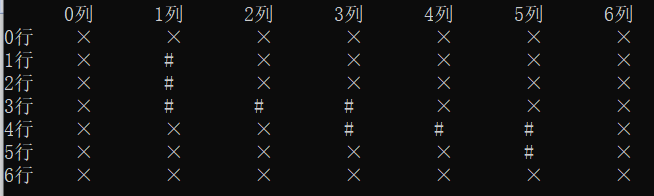 0列 1列 2列 3列 4列 5列 6列
0行 × × × × × × ×
1行 × # × × × × ×
2行 × # × × × × ×
3行 × # # # × × ×
4行 × × × # # # ×
5行 × × × × × # ×
6行 × × × × × × ×